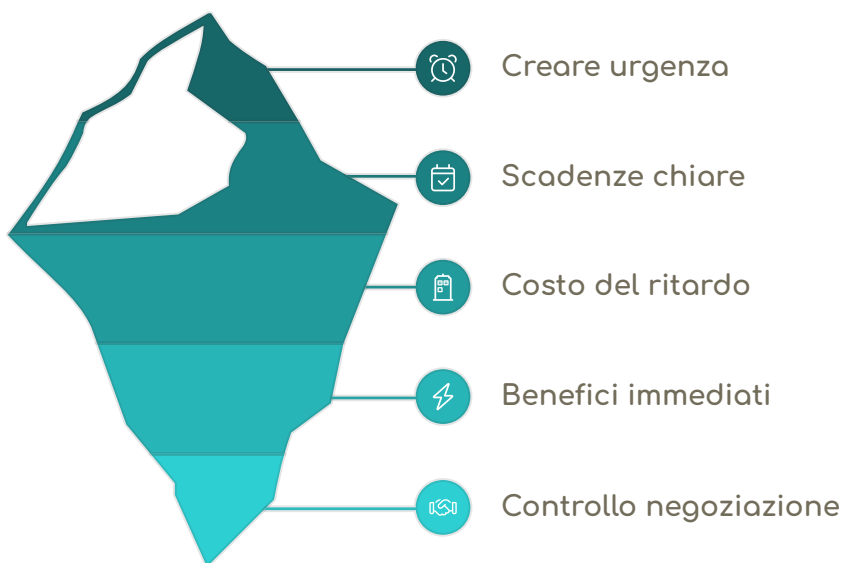 Creare urgenza
Scadenze chiare
Costo del ritardo
Benefici immediati
Controllo negoziazione